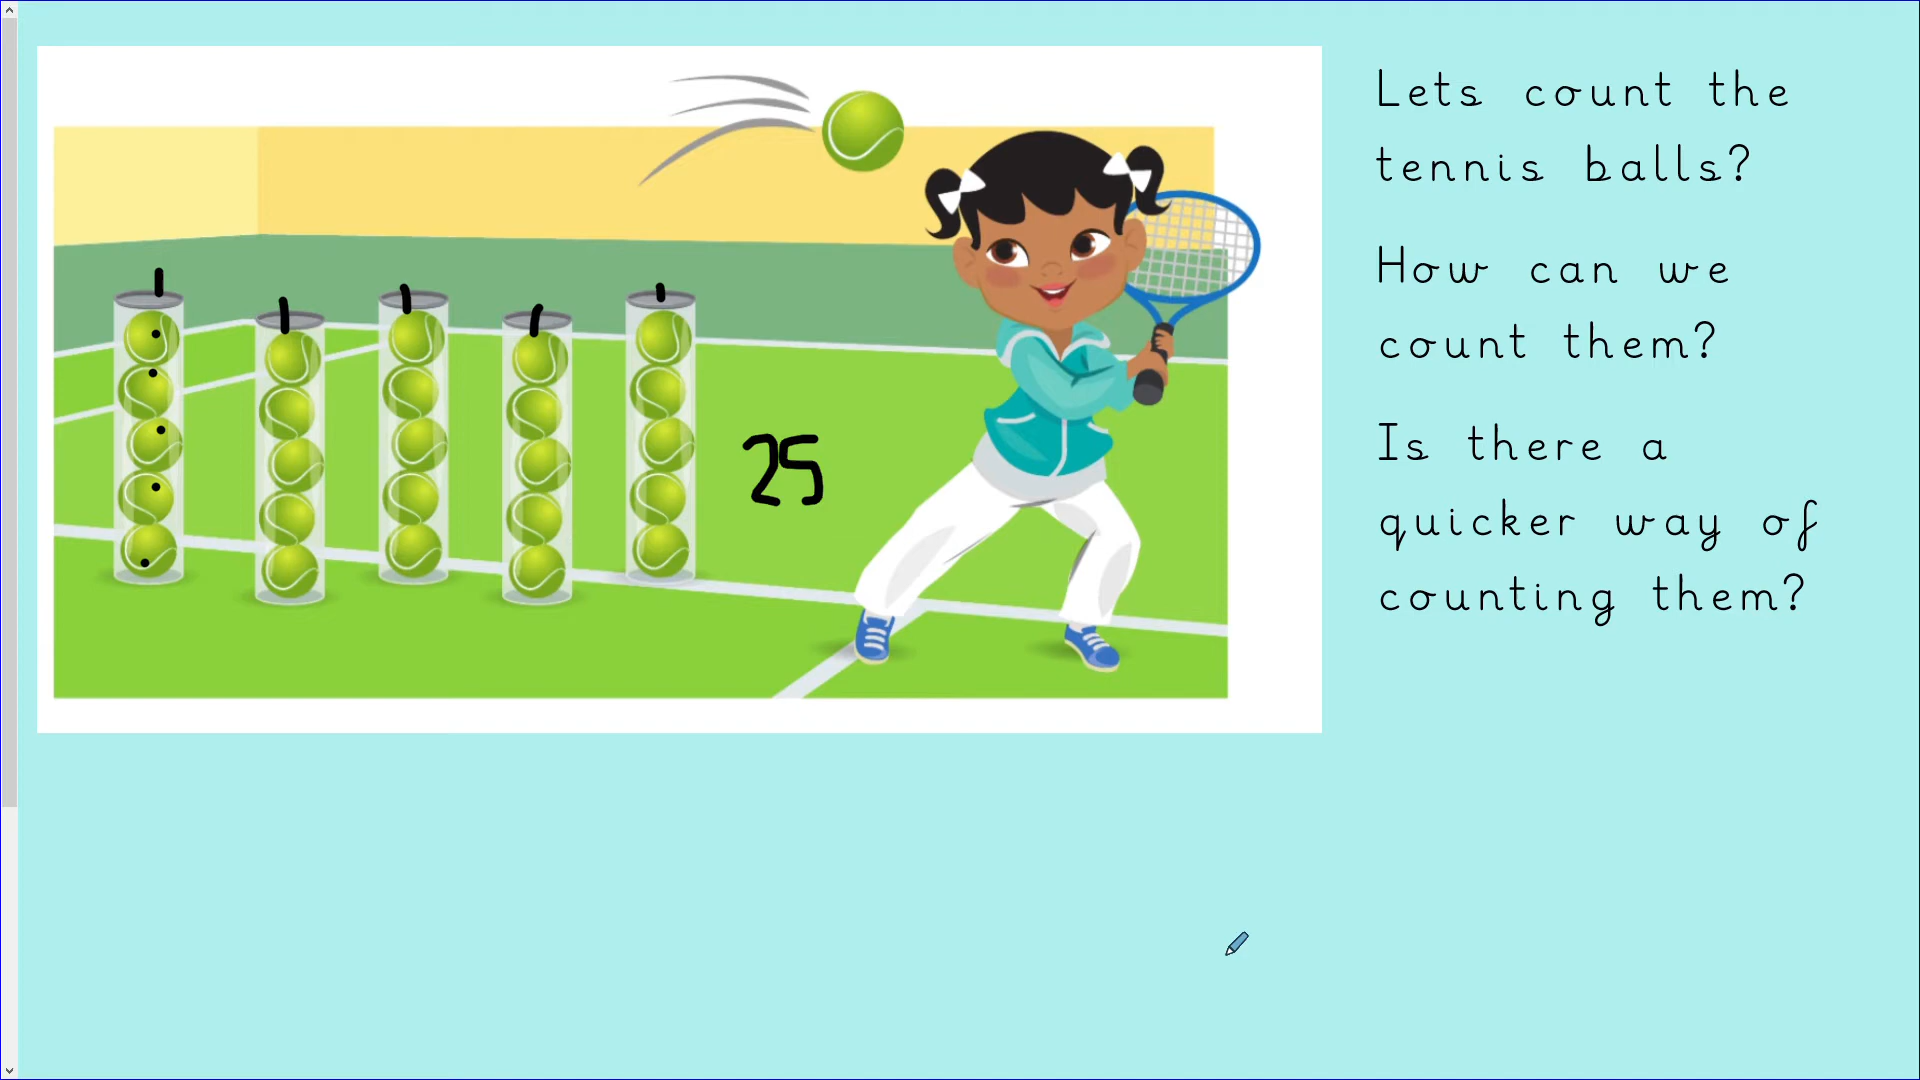 Lets count the
tennis balls?
How can we
count them?
Is there a
quicker way of
counting them?
25